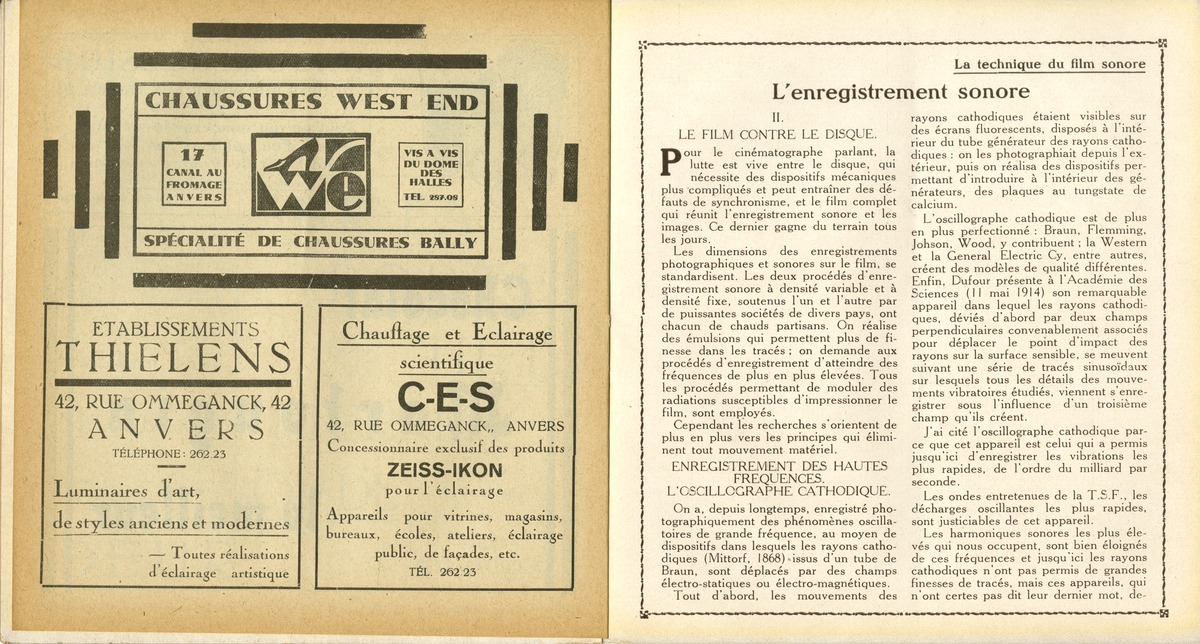 CHAUSSURES WEST END
17
CANAL AU
FROMAGE
ANVERS
We
VIS A VIS
DU DOME
DES
HALLES
TEL. 287.08
SPÉCIALITÉ DE CHAUSSURES BALLY
ETABLISSEMENTS
THIELENS
42, RUE OMMEGANCK, 42
ANVERS
TÉLÉPHONE : 262 23
Luminaires d'art,
de styles anciens et modernes
— Toutes réalisations
d'éclairage artistique
Chauffage et Eclairage
scientifique
C-E-S
42, RUE OMMEGANCK,, ANVERS
Concessionnaire exclusif des produits
ZEISS-IKON
pour l'éclairage
Appareils pour vitrines, magasins,
bureaux, écoles, ateliers, éclairage
public, de façades, etc.
TÉL. 262 23
La technique du film sonore
L'enregistrement sonore
II.
LE FILM CONTRE LE DISQUE.
Pour le cinématographe parlant, la
lutte est vive entre le disque, qui
nécessite des dispositifs mécaniques
plus compliqués et peut entraîner des dé-
fauts de synchronisme, et le film complet
qui réunit l'enregistrement sonore et les
images. Ce dernier gagne du terrain tous
les jours.
Les dimensions des enregistrements
photographiques et sonores sur le film, se
standardisent. Les deux procédés d'enre-
gistrement sonore à densité variable et à
densité fixe, soutenus l'un et l'autre par
de puissantes sociétés de divers pays, ont
chacun de chauds partisans. On réalise
des émulsions qui permettent plus de fi-
nesse dans les tracés ; on demande aux
procédés d'enregistrement d'atteindre des
fréquences de plus en plus élevées. Tous
les procédés permettant de moduler des
radiations susceptibles d'impressionner le
film, sont employés.
Cependant les recherches s'orientent de
plus en plus vers les principes qui élimi-
nent tout mouvement matériel.
ENREGISTREMENT DES HAUTES
FREQUENCES.
L'OSCILLOGRAPHE CATHODIQUE.
On a, depuis longtemps, enregistré pho-
tographiquement des phénomènes oscilla-
toires de grande fréquence, au moyen de
dispositifs dans lesquels les rayons catho-
diques (Mittorf, 1868) issus d'un tube de
Braun, sont déplacés par des champs
électro-statiques ou électro-magnétiques.
Tout d'abord, les mouvements des
rayons cathodiques étaient visibles sur
des écrans fluorescents, disposés à l'inté-
rieur du tube générateur des rayons catho-
diques : on les photographiait depuis l'ex-
térieur, puis on réalisa des dispositifs per-
mettant d'introduire à l'intérieur des gé-
nérateurs, des plaques au tungstate de
calcium.
L'oscillographe cathodique est de plus
en plus perfectionné : Braun, Flemming,
Johson, Wood, y contribuent ; la Western
et la General Electric Cy, entre autres,
créent des modèles de qualité différentes.
Enfin, Dufour présente à l'Académie des
Sciences (11 mai 1914) son remarquable
appareil dans lequel les rayons cathodi-
ques, déviés d'abord par deux champs
perpendiculaires convenablement associés
pour déplacer le point d'impact des
rayons sur la surface sensible, se meuvent
suivant une série de tracés sinusoïdaux
sur lesquels tous les détails des mouve-
ments vibratoires étudiés, viennent s'enre-
gistrer sous l'influence d'un troisième
champ qu'ils créent.
J'ai cité l'oscillographe cathodique par-
ce que cet appareil est celui qui a permis
jusqu'ici d'enregistrer les vibrations les
plus rapides, de l'ordre du milliard par
seconde.
Les ondes entretenues de la T.S.F., les
décharges oscillantes les plus rapides,
sont justiciables de cet appareil.
Les harmoniques sonores les plus éle-
vés qui nous occupent, sont bien éloignés
de ces fréquences et jusqu'ici les rayons
cathodiques n'ont pas permis de grandes
finesses de tracés, mais ces appareils, qui
n'ont certes pas dit leur dernier mot, de-